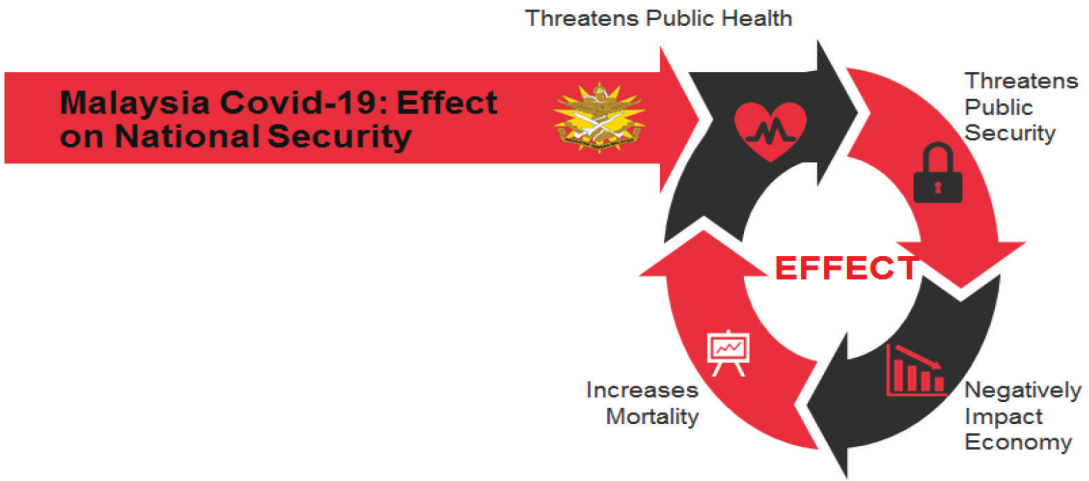 Threatens Public Health
Malaysia Covid-19: Effect
on National Security
Threatens
Public
Security
EFFECT
Increases
Mortality
Negatively
Impact
Economy